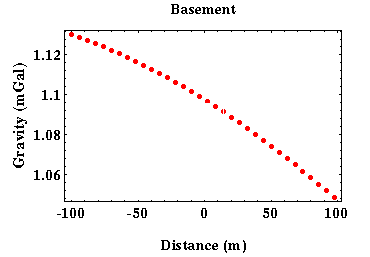 Basement
1.12
1.1
1.08
1.06
Gravity (mGal)
-100 -50 0 50 100
Distance (m)